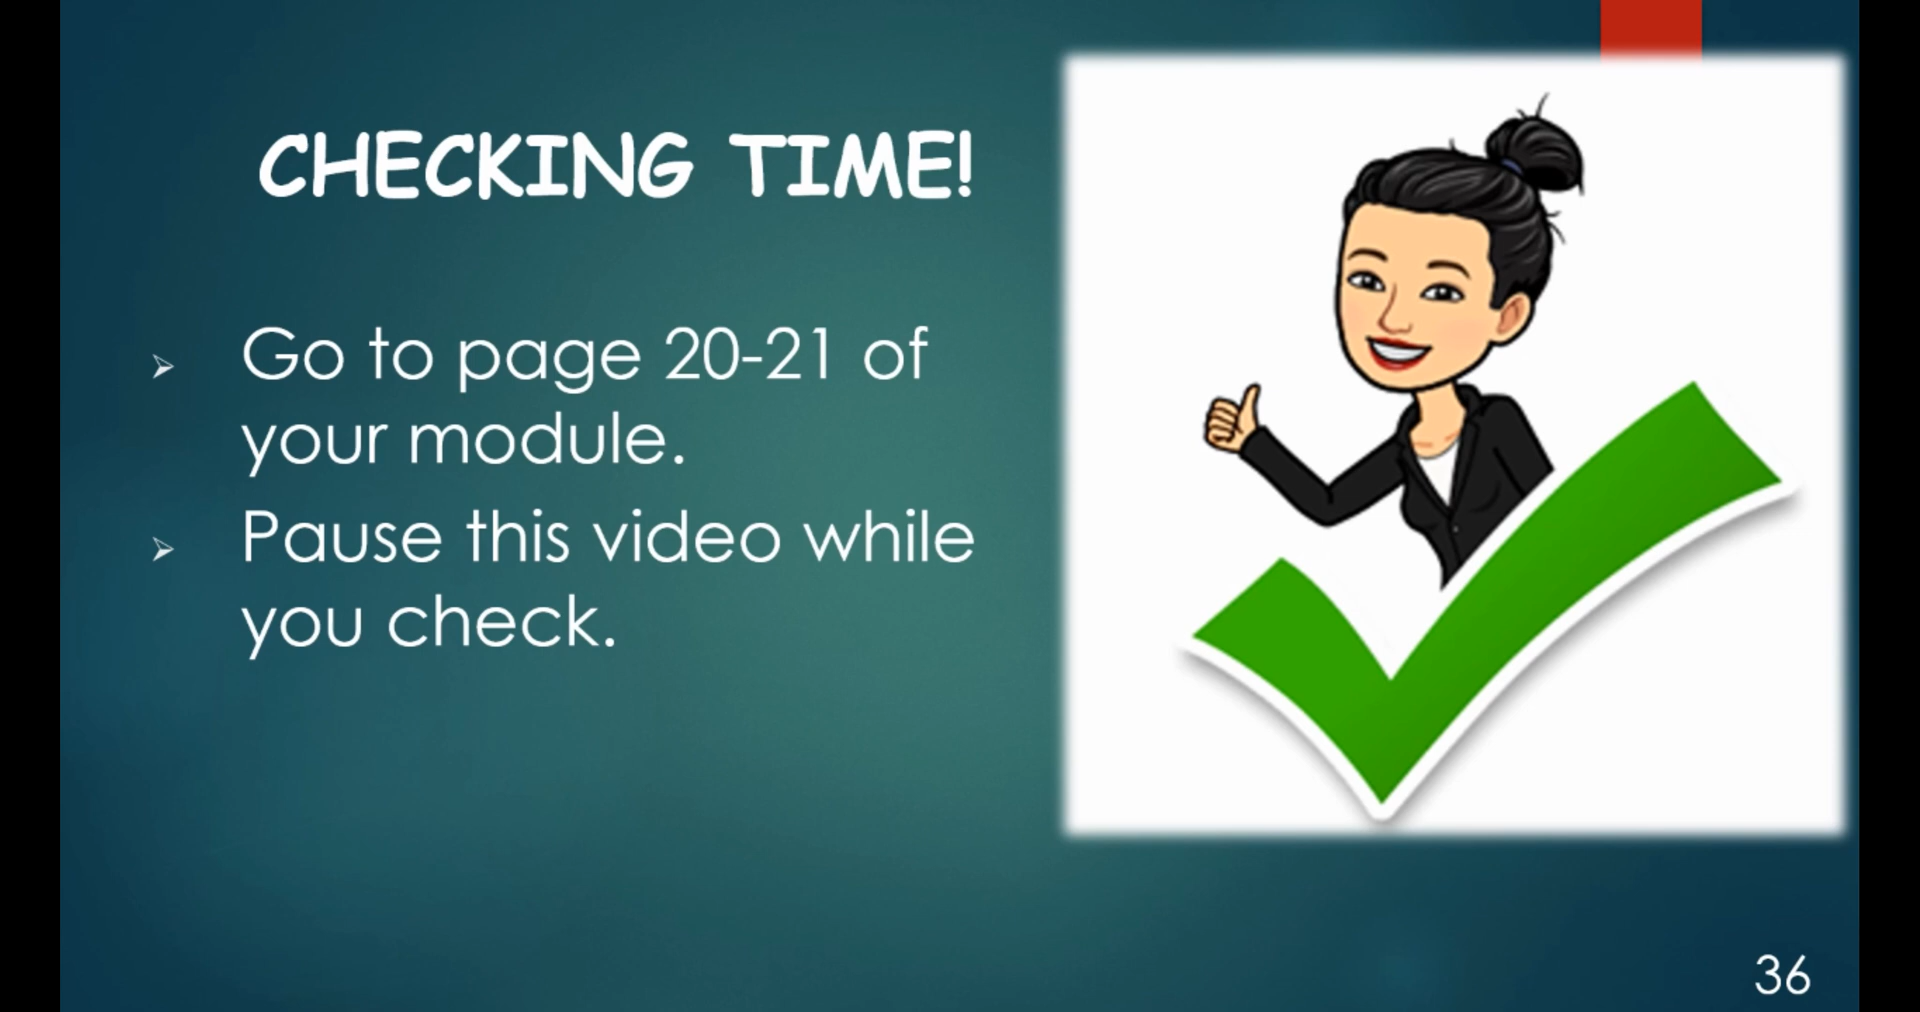 CHECKING TIME!
Go to page 20-21 of
your module.
Pause this video while
you check.
36